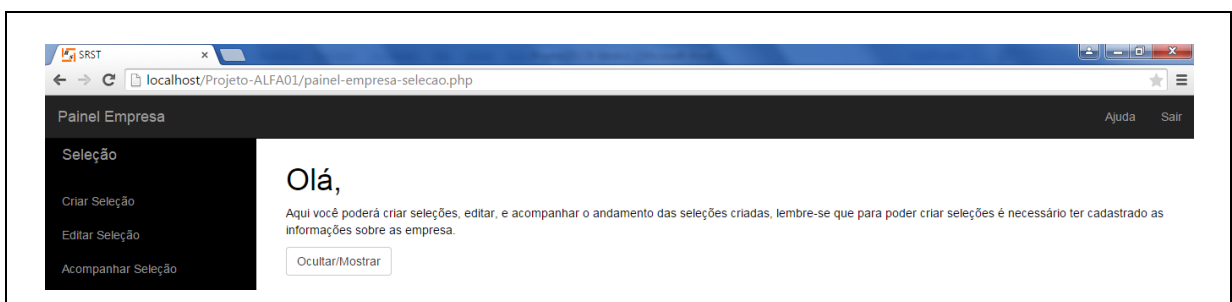 SRST
localhost/Projeto-ALFA01/painel-empresa-selecao.php
Painel Empresa
Ajuda
Sair
Seleção
Criar Seleção
Editar Seleção
Acompanhar Seleção
Olá,
Aqui você poderá criar seleções, editar, e acompanhar o andamento das seleções criadas, lembre-se que para poder criar seleções é necessário ter cadastrado as
informações sobre as empresa.
Ocultar/Mostrar